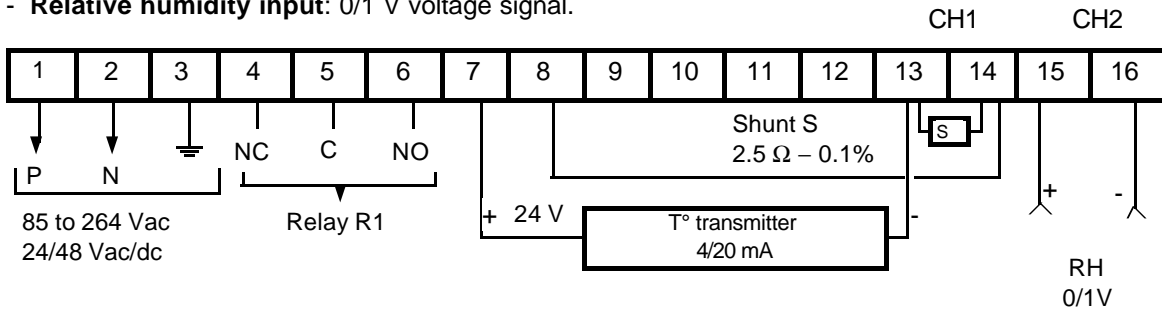 - Relative humidity input: 0/1 V voltage signal.
CH1 CH2
1 2 3 4 5 6 7 8 9 10 11 12 13 14 15 16
Shunt S
2.5 Ω – 0.1%
S
NC C NO
P N
85 to 264 Vac
24/48 Vac/dc
Relay R1
+ 24 V
T° transmitter
4/20 mA
-
+ -
RH
0/1V